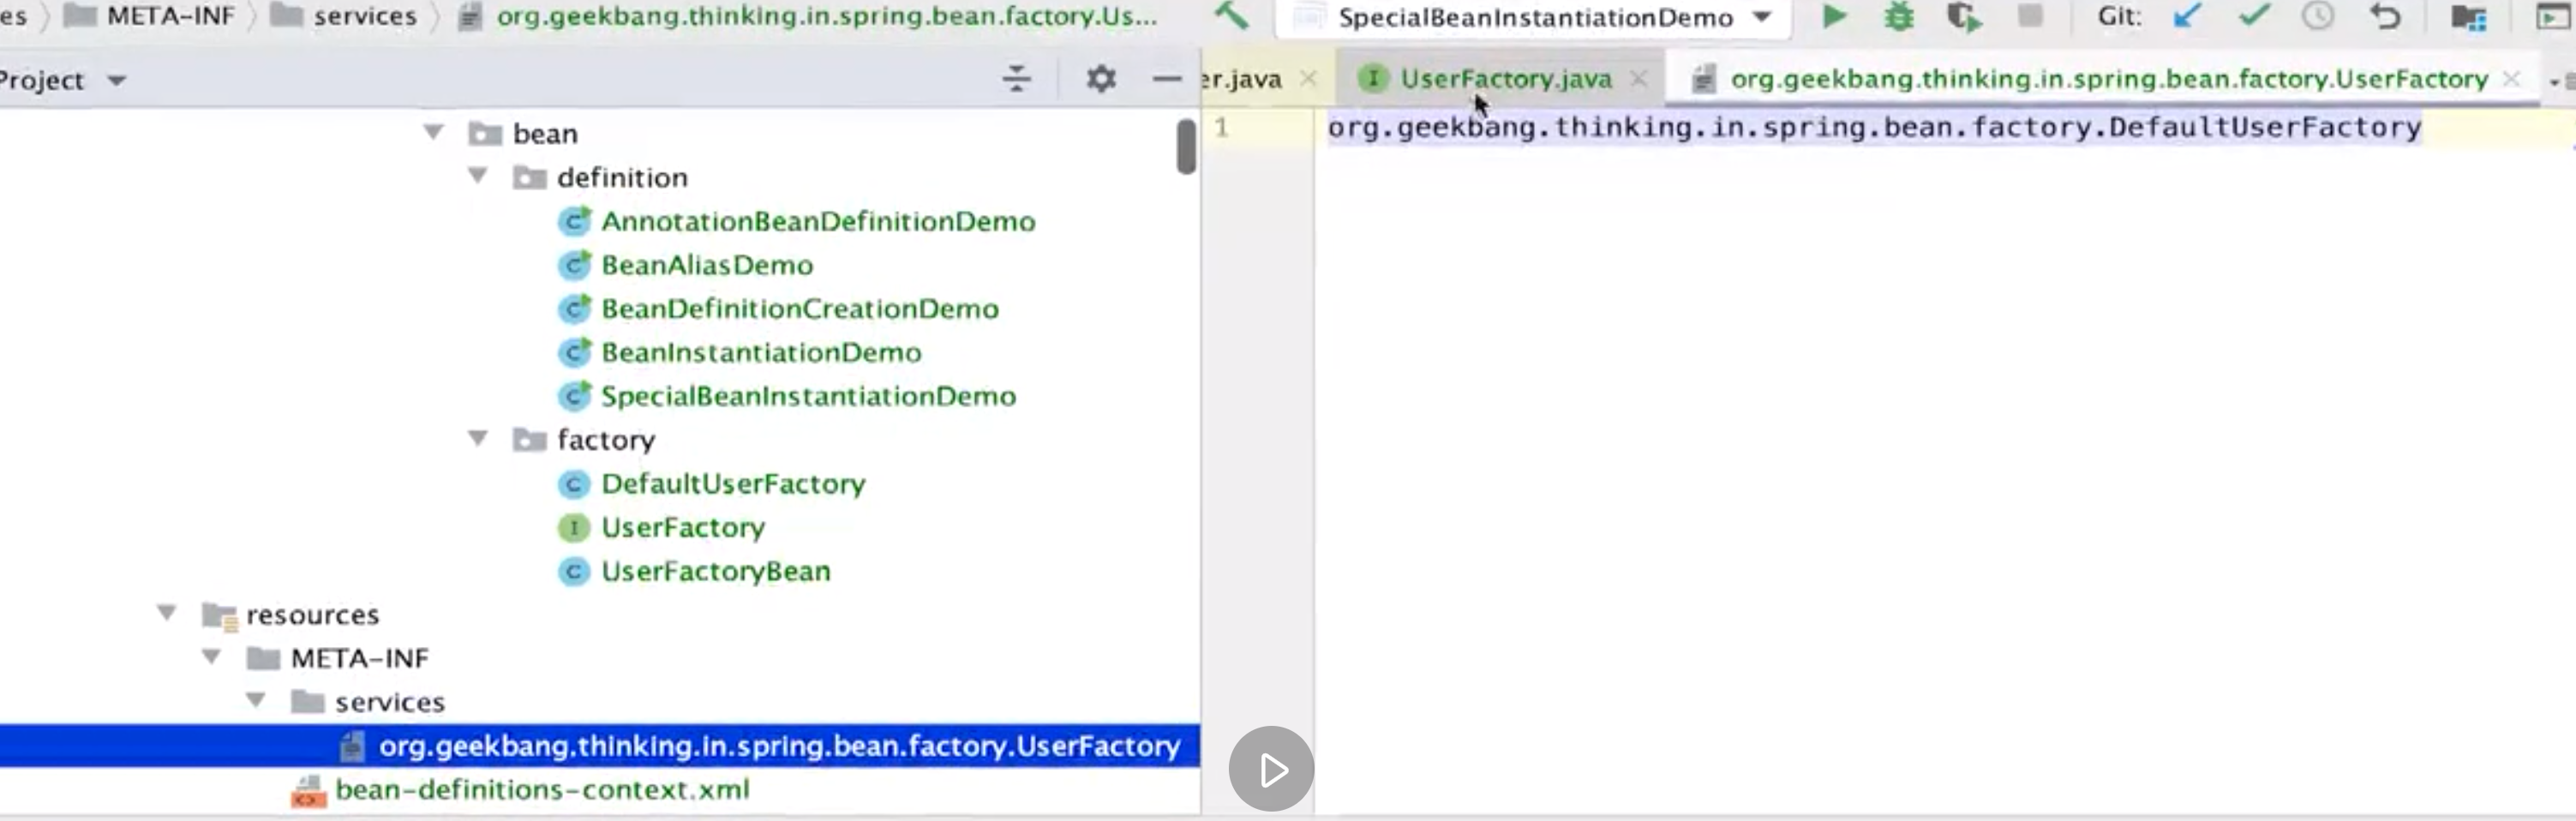 es META-INF services org.geekbang.thinking.in.spring.bean.factory.Us... SpecialBeanInstantiationDemo Git:
Project
er.java UserFactory.java org.geekbang.thinking.in.spring.bean.factory.UserFactory
1 org.geekbang.thinking.in.spring.bean.factory.DefaultUserFactory
bean
definition
AnnotationBeanDefinitionDemo
BeanAliasDemo
BeanDefinitionCreationDemo
BeanInstantiationDemo
SpecialBeanInstantiationDemo
factory
DefaultUserFactory
UserFactory
UserFactoryBean
resources
META-INF
services
org.geekbang.thinking.in.spring.bean.factory.UserFactory
bean-definitions-context.xml